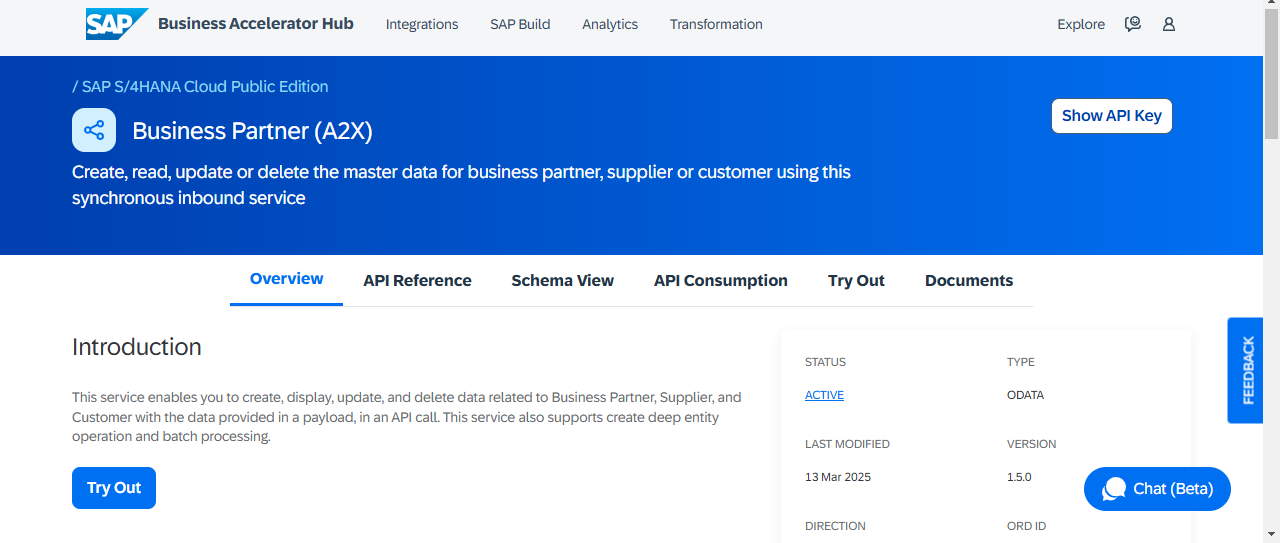 SAP Business Accelerator Hub Integrations SAP Build Analytics Transformation Explore
/ SAP S/4HANA Cloud Public Edition
Business Partner (A2X)
Show API Key
Create, read, update or delete the master data for business partner, supplier or customer using this
synchronous inbound service
Overview API Reference Schema View API Consumption Try Out Documents
Introduction
This service enables you to create, display, update, and delete data related to Business Partner, Supplier, and
Customer with the data provided in a payload, in an API call. This service also supports create deep entity
operation and batch processing.
Try Out
STATUS TYPE
ACTIVE ODATA
LAST MODIFIED VERSION
13 Mar 2025 1.5.0
DIRECTION ORD ID
FEEDBACK
Chat (Beta)